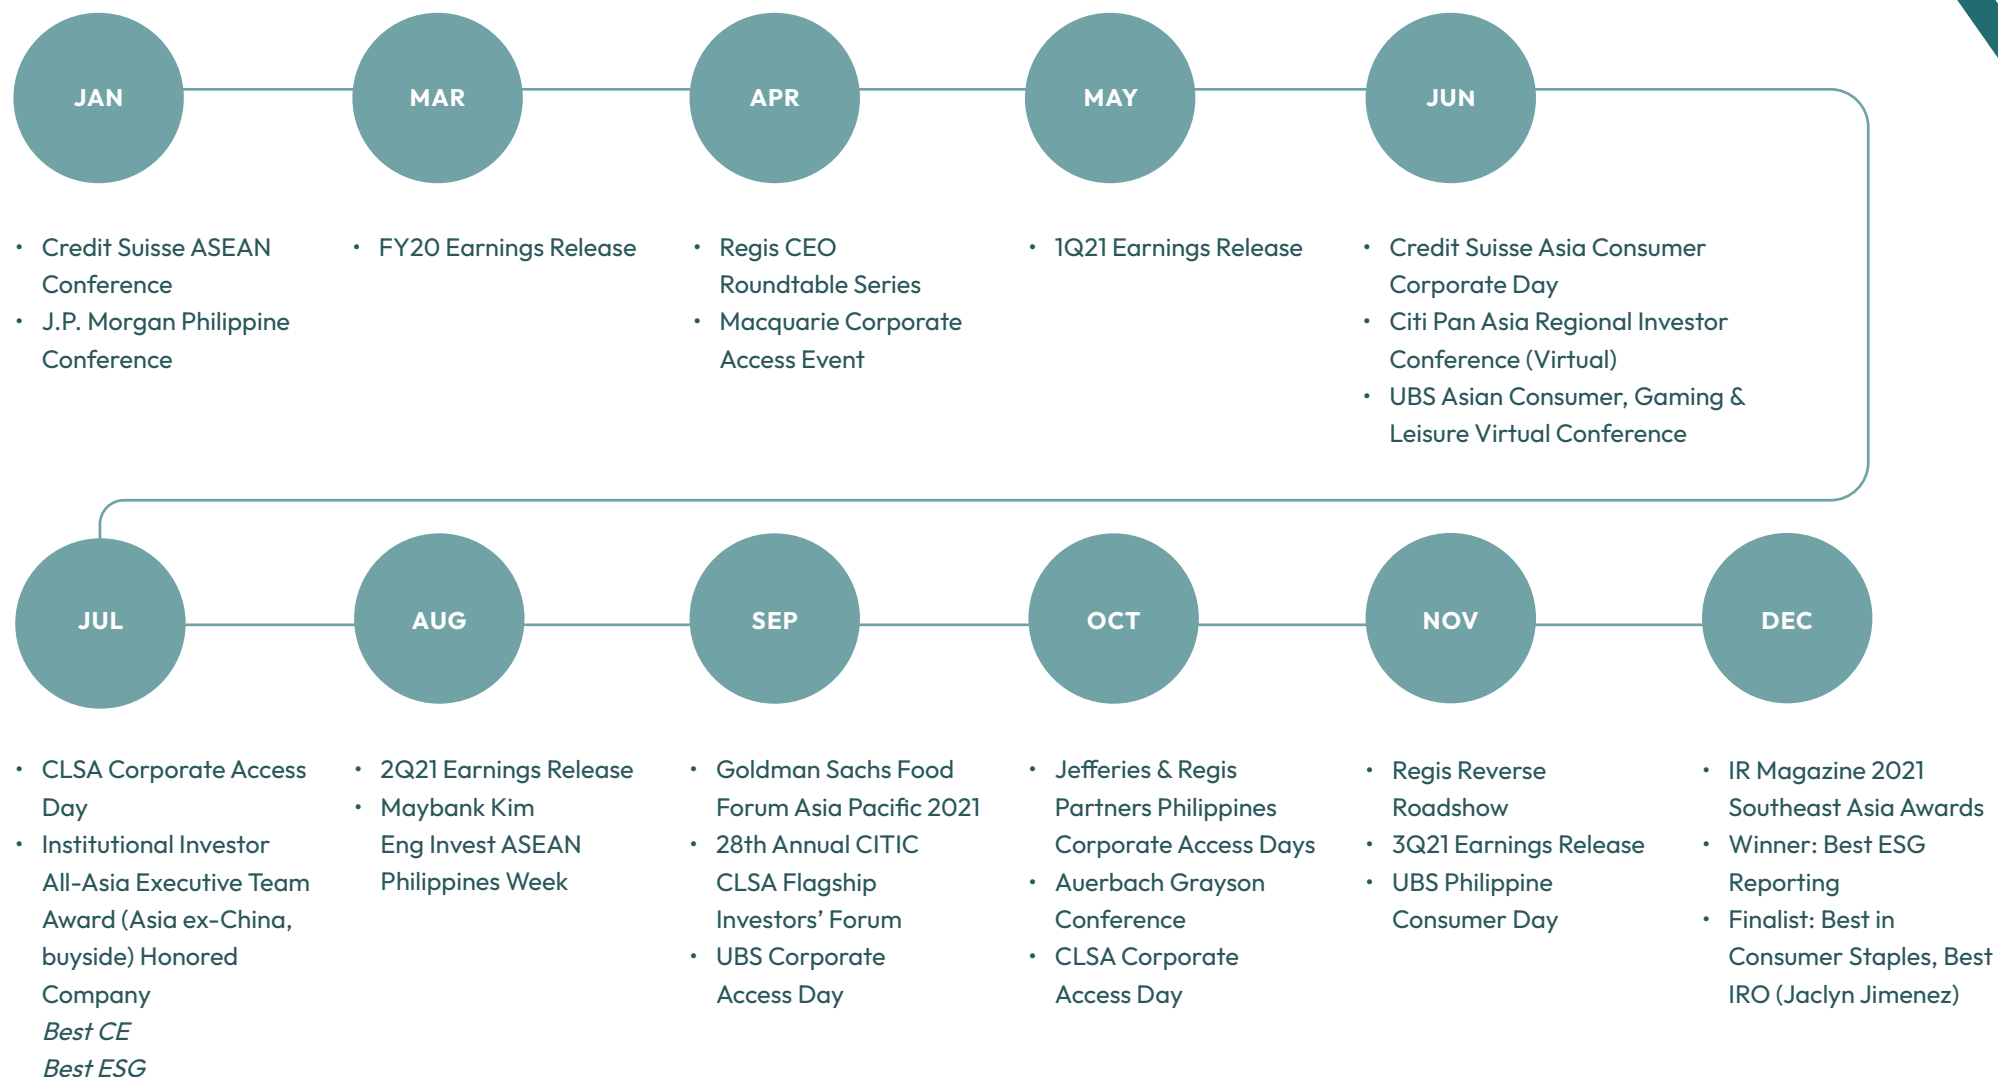 JAN
• Credit Suisse ASEAN
Conference
• J.P. Morgan Philippine
Conference
MAR
• FY20 Earnings Release
APR
• Regis CEO
Roundtable Series
• Macquarie Corporate
Access Event
MAY
• 1Q21 Earnings Release
JUN
• Credit Suisse Asia Consumer
Corporate Day
• Citi Pan Asia Regional Investor
Conference (Virtual)
• UBS Asian Consumer, Gaming &
Leisure Virtual Conference
JUL
• CLSA Corporate Access
Day
• Institutional Investor
All-Asia Executive Team
Award (Asia ex-China,
buyside) Honored
Company
Best CE
Best ESG
AUG
• 2Q21 Earnings Release
• Maybank Kim
Eng Invest ASEAN
Philippines Week
SEP
• Goldman Sachs Food
Forum Asia Pacific 2021
• 28th Annual CITIC
CLSA Flagship
Investors’ Forum
• UBS Corporate
Access Day
OCT
• Jefferies & Regis
Partners Philippines
Corporate Access Days
• Auerbach Grayson
Conference
• CLSA Corporate
Access Day
NOV
• Regis Reverse
Roadshow
• 3Q21 Earnings Release
• UBS Philippine
Consumer Day
DEC
• IR Magazine 2021
Southeast Asia Awards
• Winner: Best ESG
Reporting
• Finalist: Best in
Consumer Staples, Best
IRO (Jaclyn Jimenez)